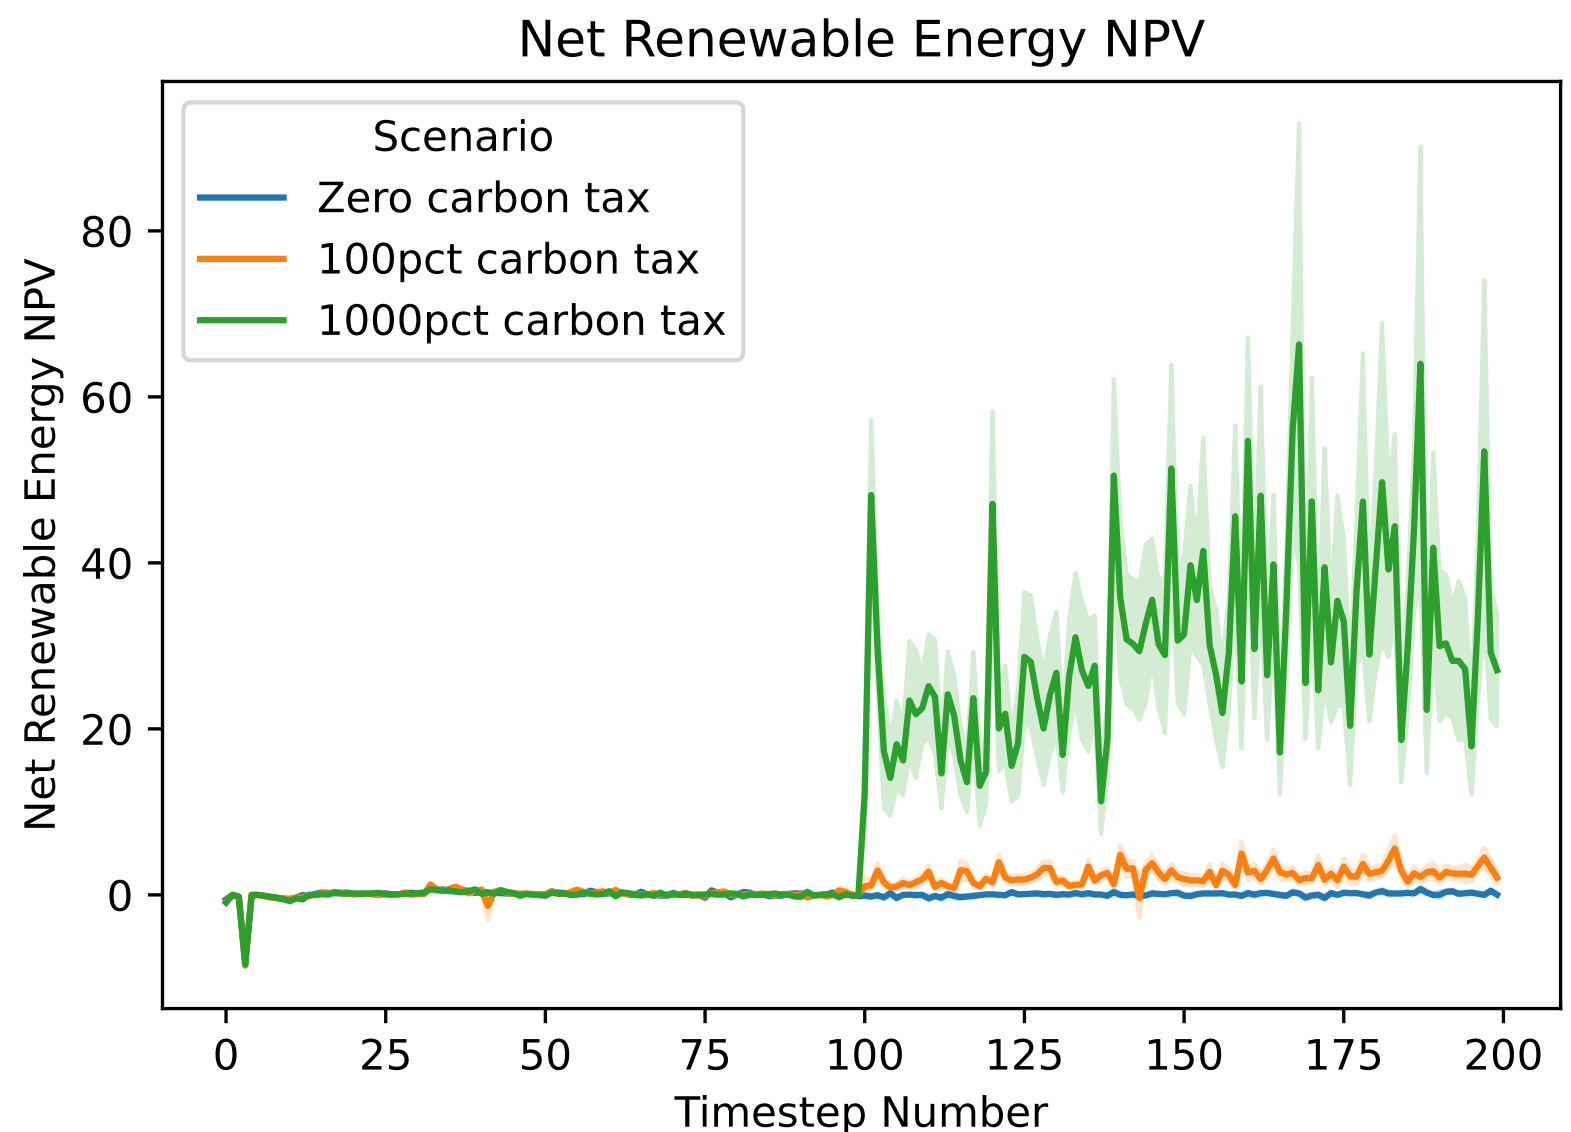 Net Renewable Energy NPV
Scenario
Zero carbon tax
100pct carbon tax
1000pct carbon tax
Net Renewable Energy NPV
80
60
40
20
0
0 25 50 75 100 125 150 175 200
Timestep Number